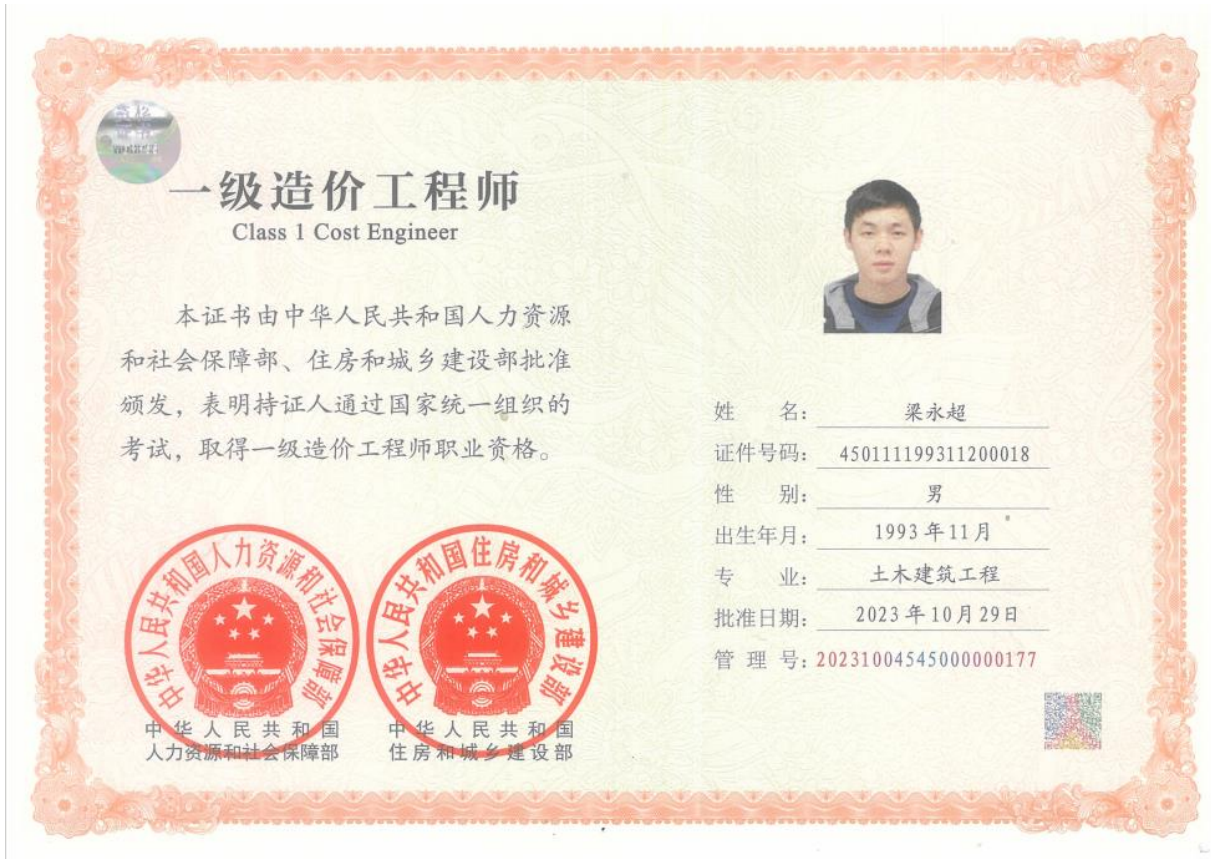 一级造价工程师
Class 1 Cost Engineer
本证书由中华人民共和国人力资源
和社会保障部、住房和城乡建设部批准
颁发，表明持证人通过国家统一组织的
考试，取得一级造价工程师职业资格。
中华人民共和国人力资源和社会保障部
中华人民共和国住房和城乡建设部
中华人民共和国
人力资源和社会保障部
中华人民共和国
住房和城乡建设部
姓 名：梁永超
证件号码：450111199311200018
性 别：男
出生年月：1993年11月
专 业：土木建筑工程
批准日期：2023年10月29日
管 理 号：20231004545000000177